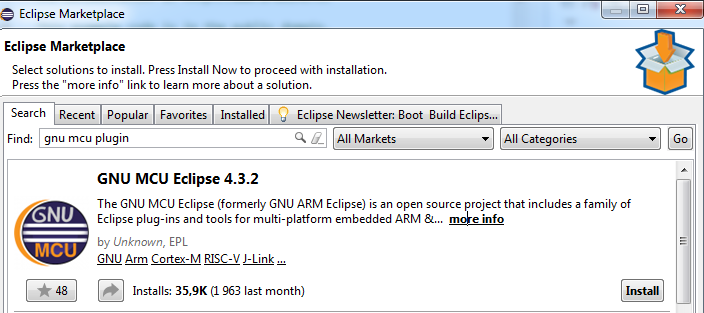 Eclipse Marketplace
Eclipse Marketplace
Select solutions to install. Press Install Now to proceed with installation.
Press the "more info" link to learn more about a solution.
Search Recent Popular Favorites Installed Eclipse Newsletter: Boot Build Eclips...
Find: gnu mcu plugin All Markets All Categories Go
GNU MCU Eclipse 4.3.2
The GNU MCU Eclipse (formerly GNU ARM Eclipse) is an open source project that includes a family of
Eclipse plug-ins and tools for multi-platform embedded ARM &... more info
GNU
MCU
by Unknown, EPL
GNU Arm Cortex-M RISC-V J-Link ...
48 Installs: 35,9K (1 963 last month) Install